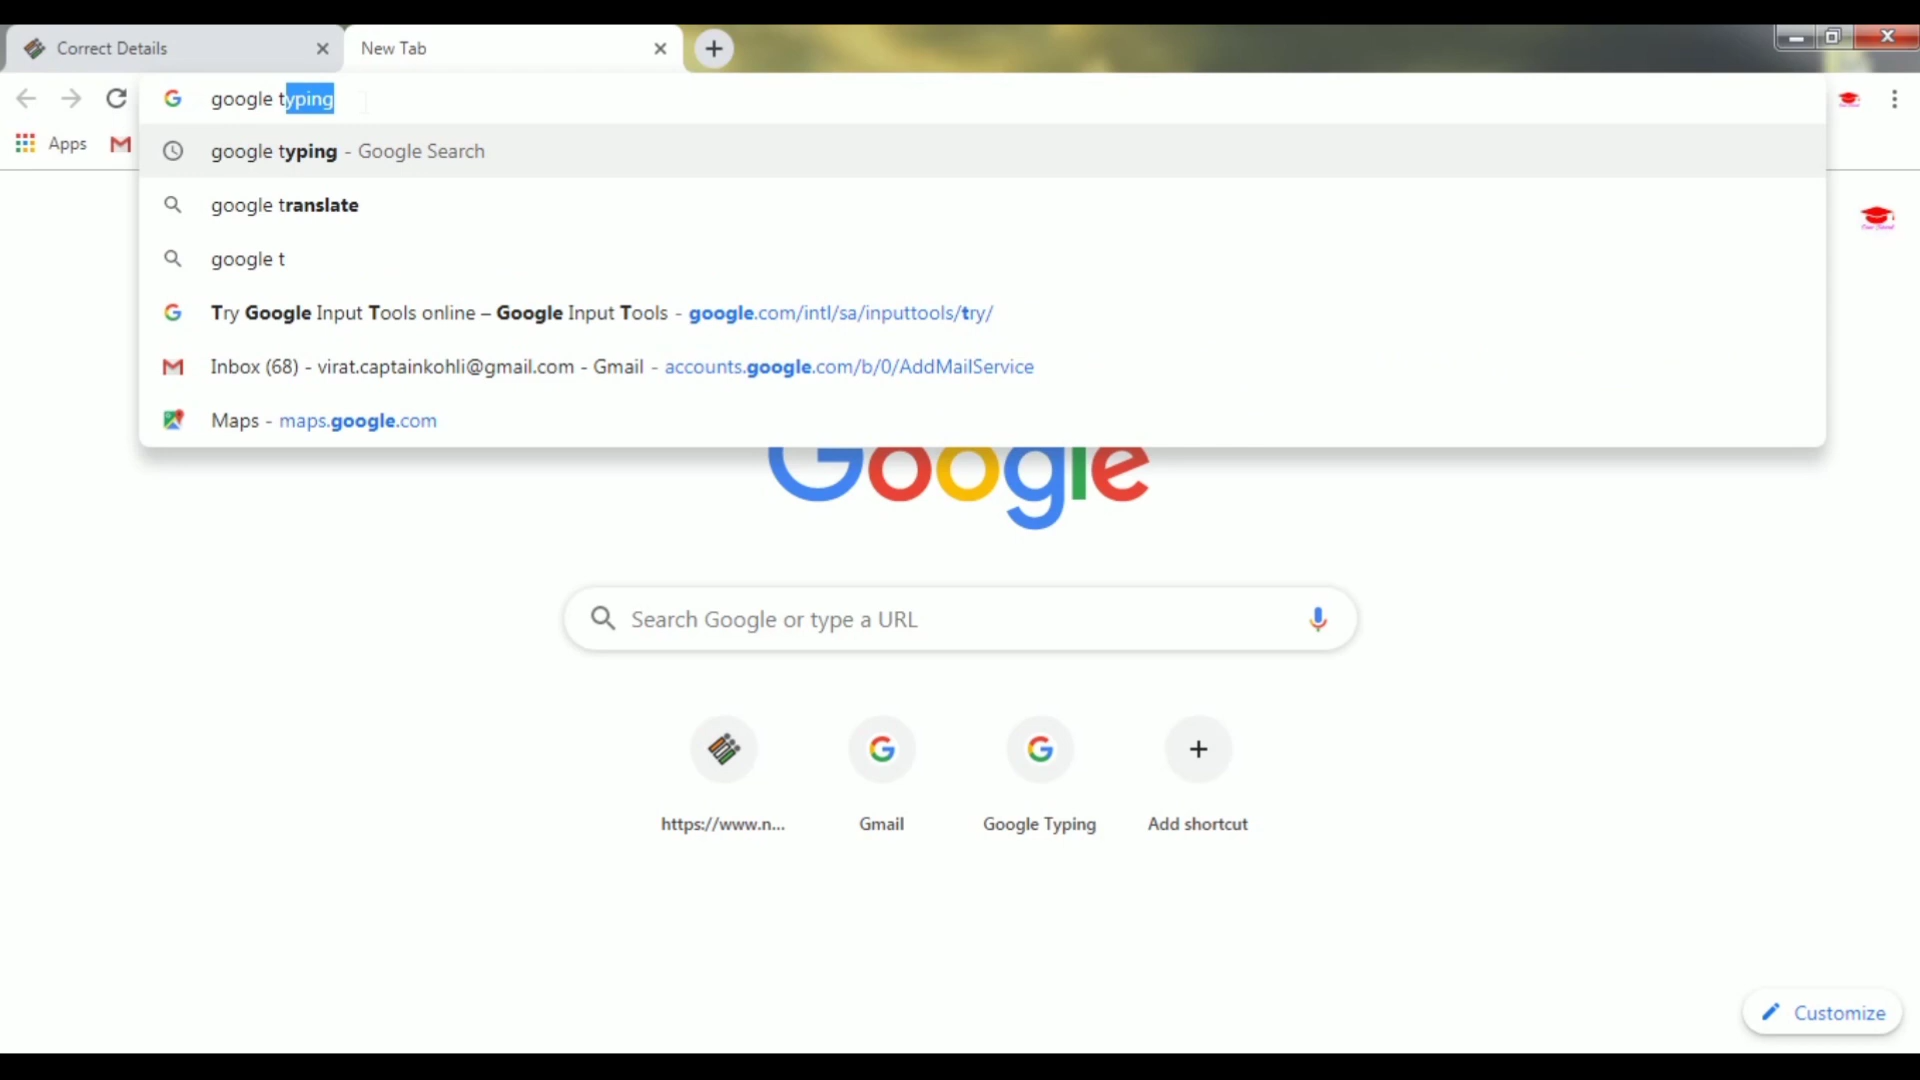 Correct Details
New Tab
google typing
Apps
google typing - Google Search
google translate
google t
Try Google Input Tools online – Google Input Tools - google.com/intl/sa/inputtools/try/
Inbox (68) - virat.captainkohli@gmail.com - Gmail - accounts.google.com/b/0/AddMailService
Maps - maps.google.com
Google
Search Google or type a URL
https://www.n...
Gmail
Google Typing
Add shortcut
Customize